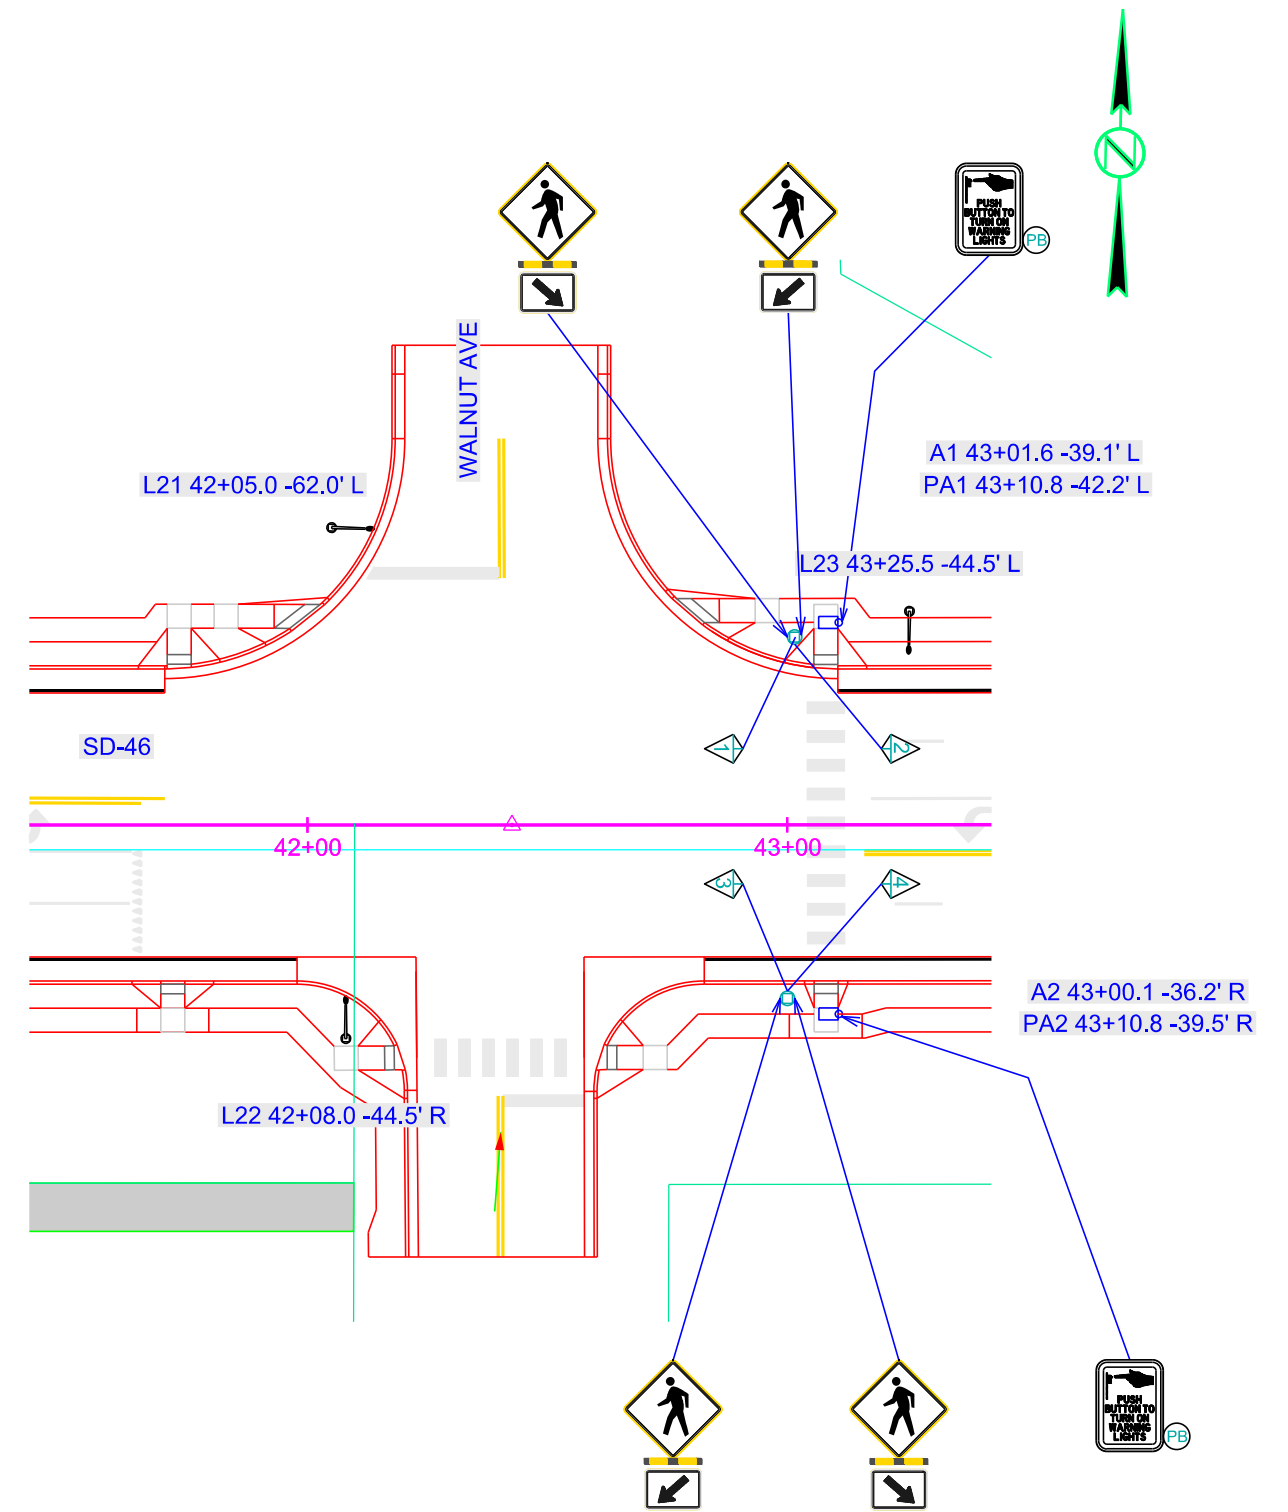 PUSH
BUTTON TO
TURN ON
WARNING
LIGHTS
PB
WALNUT AVE
A1 43+01.6 -39.1' L
PA1 43+10.8 -42.2' L
L21 42+05.0 -62.0' L
L23 43+25.5 -44.5' L
SD-46
1
2
42+00
43+00
3
4
A2 43+00.1 -36.2' R
PA2 43+10.8 -39.5' R
L22 42+08.0 -44.5' R
PUSH
BUTTON TO
TURN ON
WARNING
LIGHTS
PB